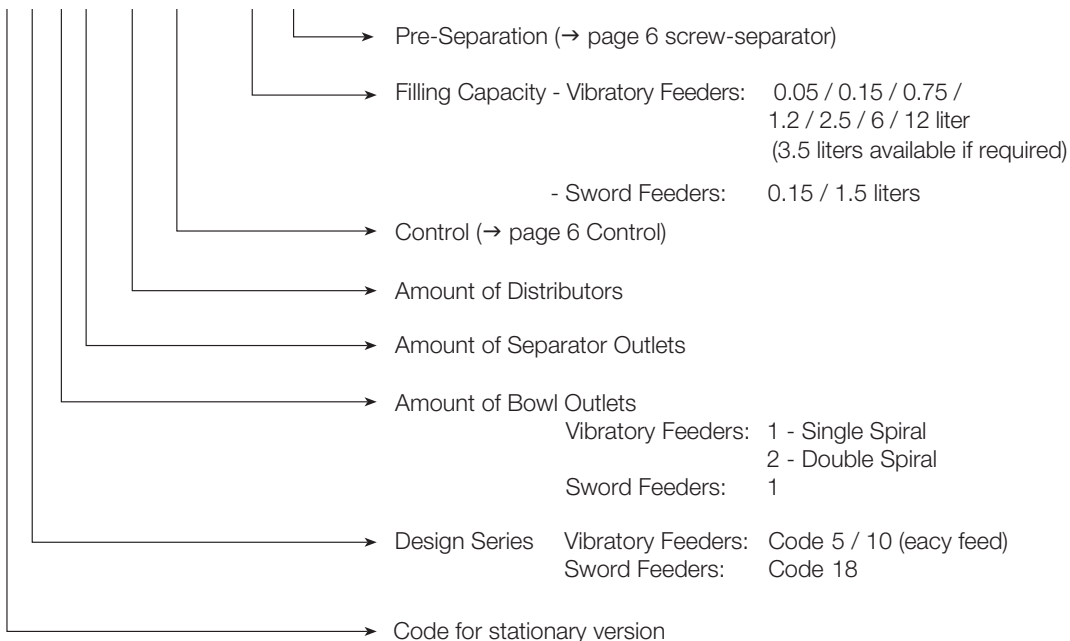 Pre-Separation (→ page 6 screw-separator)
Filling Capacity - Vibratory Feeders: 0.05 / 0.15 / 0.75 /
1.2 / 2.5 / 6 / 12 liter
(3.5 liters available if required)
- Sword Feeders: 0.15 / 1.5 liters
Control (→ page 6 Control)
Amount of Distributors
Amount of Separator Outlets
Amount of Bowl Outlets
Vibratory Feeders: 1 - Single Spiral
2 - Double Spiral
Sword Feeders: 1
Design Series Vibratory Feeders: Code 5 / 10 (eacy feed)
Sword Feeders: Code 18
Code for stationary version